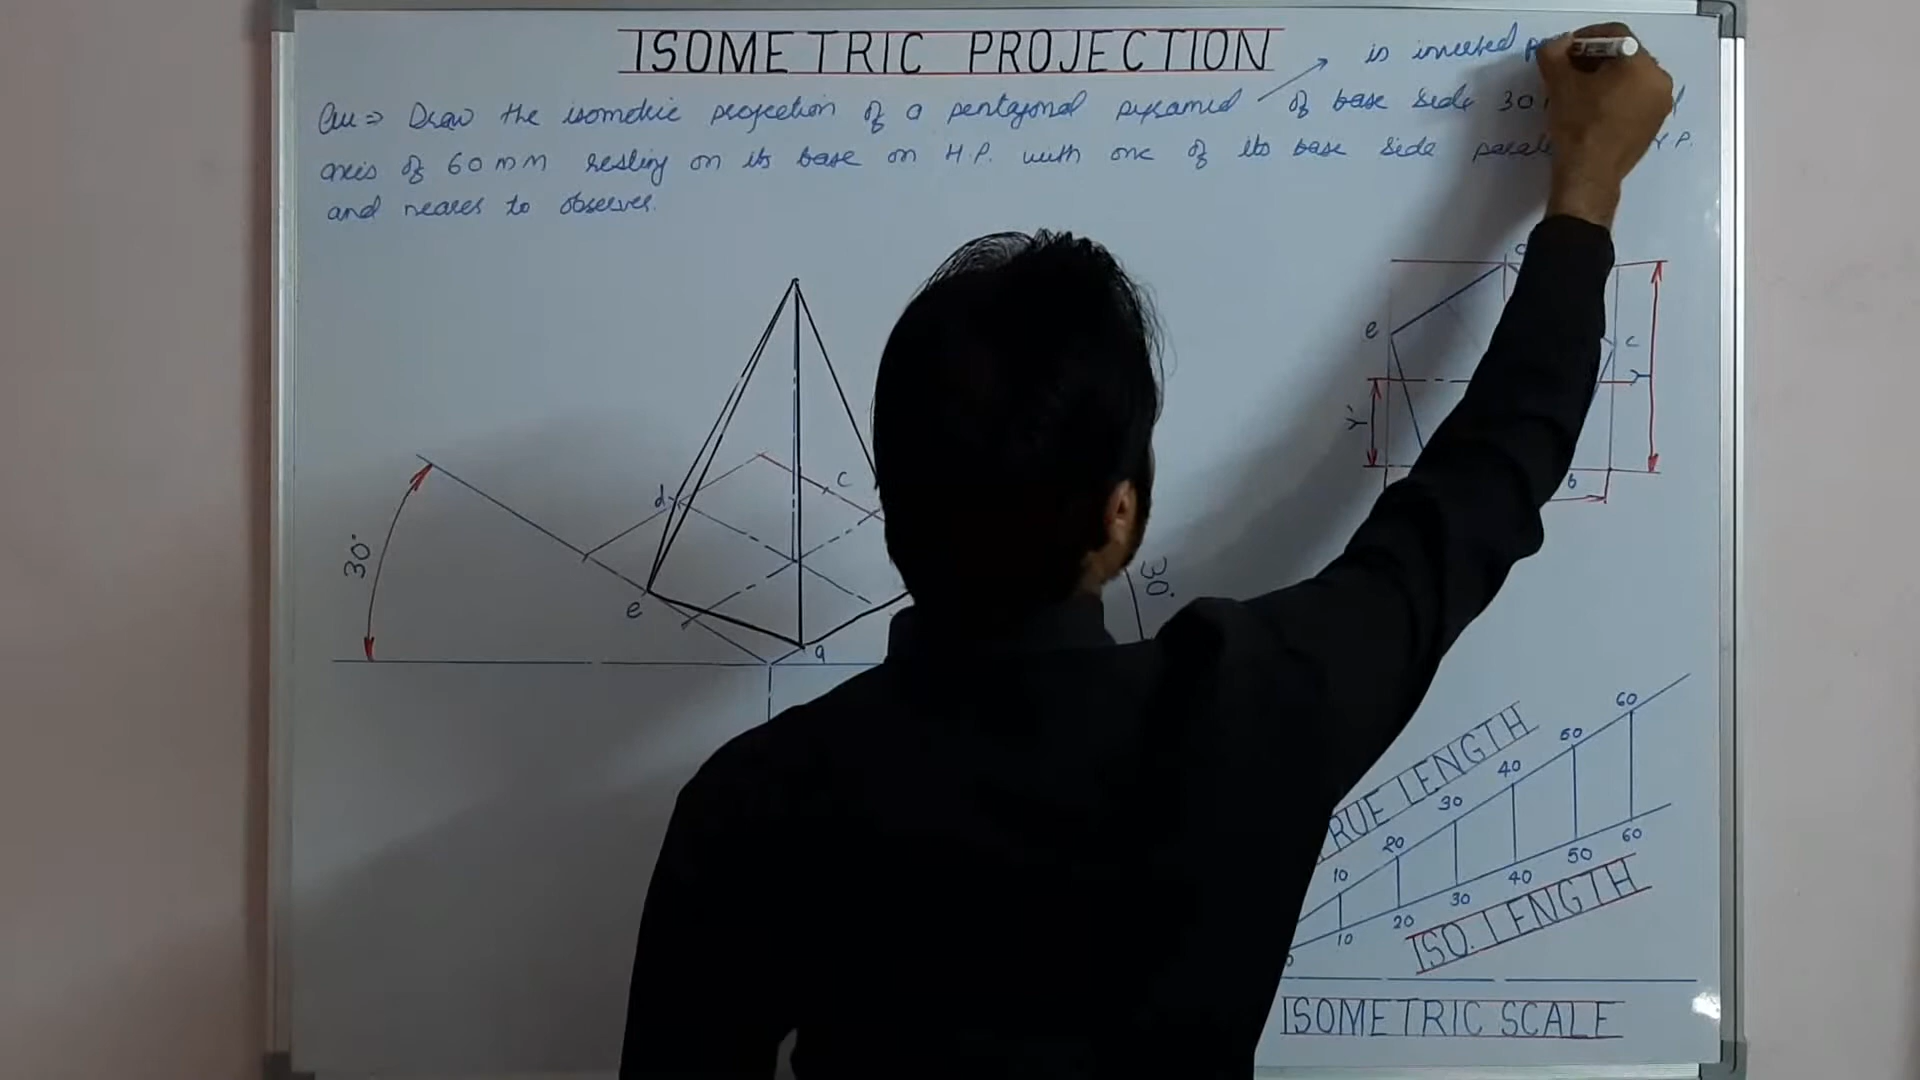 ISOMETRIC PROJECTION
is inverted
Qu ⇒ Draw the isometric projection of a pentagonal pyramid of base side 30
axis of 60 mm resting on its base on H.P. with one of its base side V.P.
and nearer to observer.
c
e
Y
Y'
b
d
c
30°
30°
e
a
60
50
40
30
20
10
TRUE LENGTH
60
50
40
30
20
10
ISO. LENGTH
ISOMETRIC SCALE